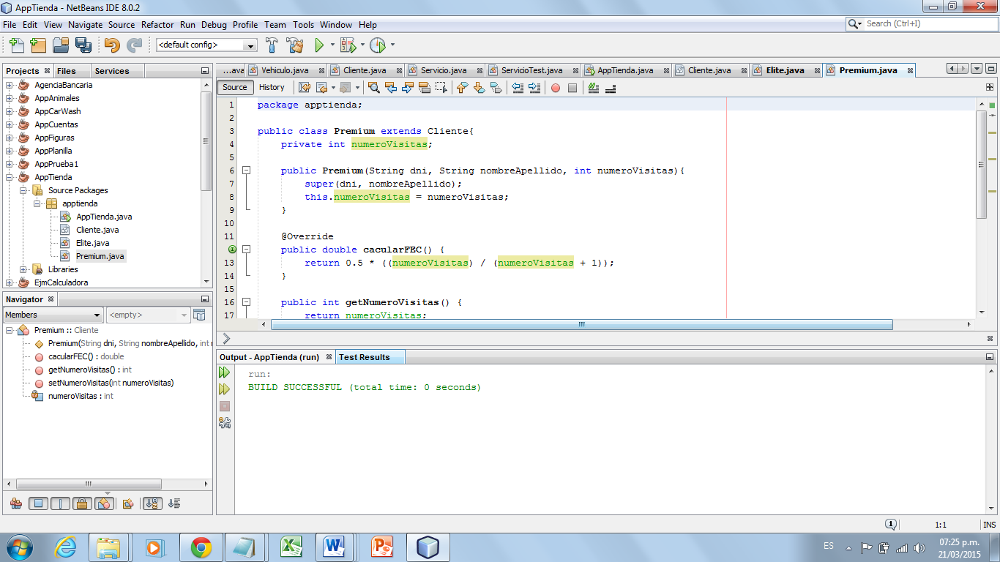 AppTienda - NetBeans IDE 8.0.2
File Edit View Navigate Source Refactor Run Debug Profile Team Tools Window Help
Search (Ctrl+I)
<default config>
Projects Files Services
AgenciaBancaria
AppAnimales
AppCarWash
AppCuentas
AppFiguras
AppPlanilla
AppPrueba1
AppTienda
Source Packages
apptienda
AppTienda.java
Cliente.java
Elite.java
Premium.java
Libraries
EjmCalculadora
Navigator
Members <empty>
Premium :: Cliente
Premium(String dni, String nombreApellido, int
cacularFEC() : double
getNumeroVisitas() : int
setNumeroVisitas(int numeroVisitas)
numeroVisitas : int
...ava Vehiculo.java Cliente.java Servicio.java ServicioTest.java AppTienda.java Cliente.java Elite.java Premium.java
Source History
1 package apptienda;
2
3 public class Premium extends Cliente{
4 private int numeroVisitas;
5
6 public Premium(String dni, String nombreApellido, int numeroVisitas){
7 super(dni, nombreApellido);
8 this.numeroVisitas = numeroVisitas;
9 }
10
11 @Override
public double cacularFEC() {
13 return 0.5 * ((numeroVisitas) / (numeroVisitas + 1));
14 }
15
16 public int getNumeroVisitas() {
17 return numeroVisitas;
Output - AppTienda (run) Test Results
run:
BUILD SUCCESSFUL (total time: 0 seconds)
1 1:1 INS
ES 07:25 p.m.
21/03/2015